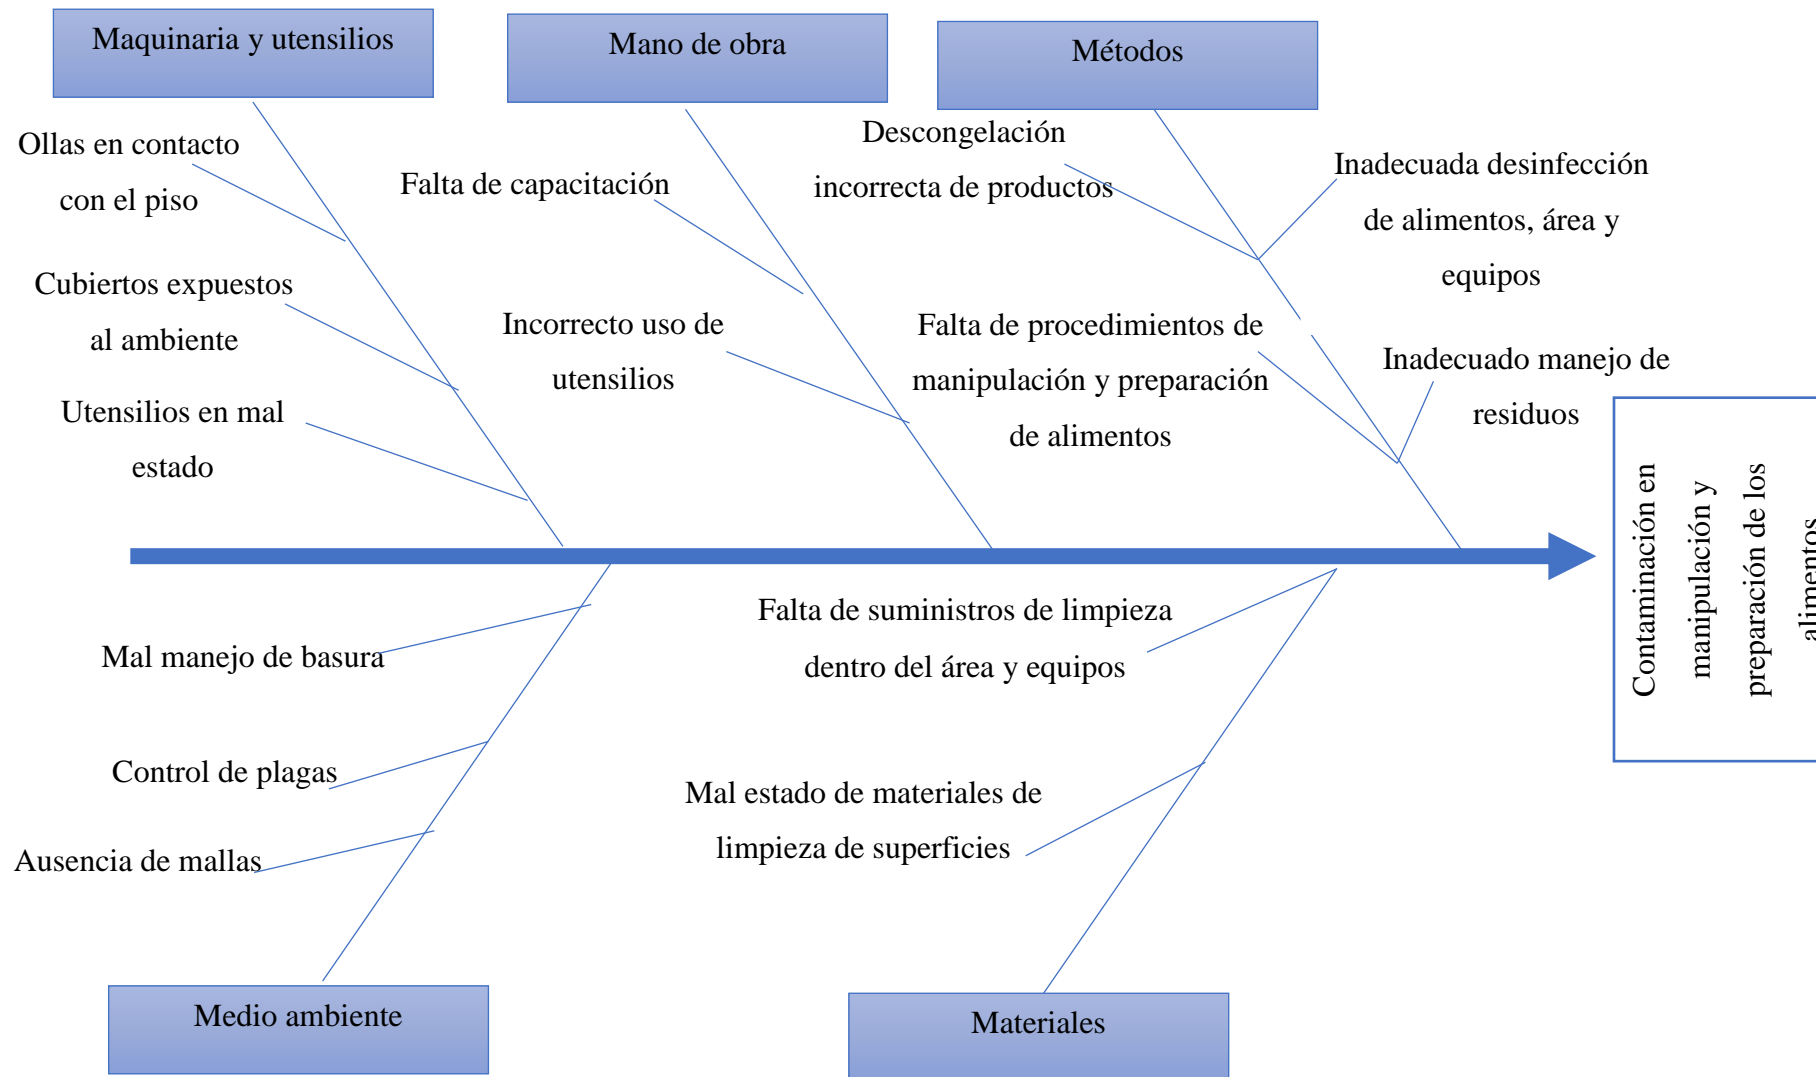 Maquinaria y utensilios
Mano de obra
Métodos
Ollas en contacto
con el piso
Cubiertos expuestos
al ambiente
Utensilios en mal
estado
Falta de capacitación
Incorrecto uso de
utensilios
Descongelación
incorrecta de productos
Inadecuada desinfección
de alimentos, área y
equipos
Falta de procedimientos de
manipulación y preparación
de alimentos
Inadecuado manejo de
residuos
Contaminación en
manipulación y
preparación de los
alimentos
Mal manejo de basura
Control de plagas
Ausencia de mallas
Falta de suministros de limpieza
dentro del área y equipos
Mal estado de materiales de
limpieza de superficies
Medio ambiente
Materiales